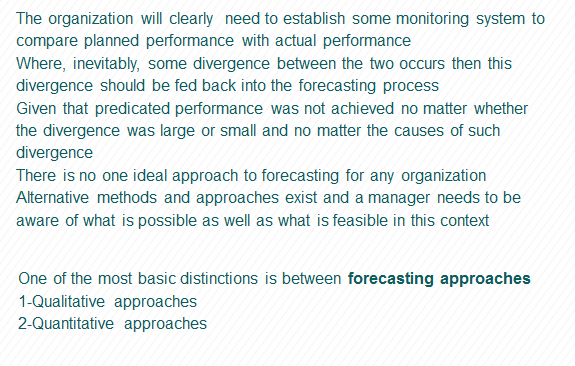 The organization will clearly need to establish some monitoring system to
compare planned performance with actual performance
Where, inevitably, some divergence between the two occurs then this
divergence should be fed back into the forecasting process
Given that predicated performance was not achieved no matter whether
the divergence was large or small and no matter the causes of such
divergence
There is no one ideal approach to forecasting for any organization
Alternative methods and approaches exist and a manager needs to be
aware of what is possible as well as what is feasible in this context
One of the most basic distinctions is between forecasting approaches
1-Qualitative approaches
2-Quantitative approaches